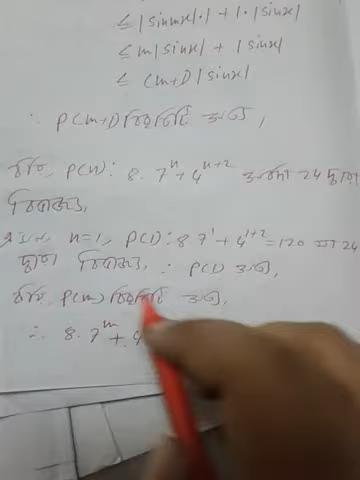 ≤ |sinmx|·1 + 1·|sinx|
≤ m|sinx| + |sinx|
≤ (m+1)|sinx|
∴ P(m+1) বিবৃতিটি সত্য,
ধরি, P(n): 8·7ⁿ + 4ⁿ⁺² সংখ্যা 24 দ্বারা
বিভাজ্য,
n=1, P(1): 8·7¹ + 4¹⁺² = 120 যা 24
দ্বারা বিভাজ্য, ∴ P(1) সত্য,
ধরি, P(m) বিবৃতিটি সত্য,
∴ 8·7ᵐ + 4